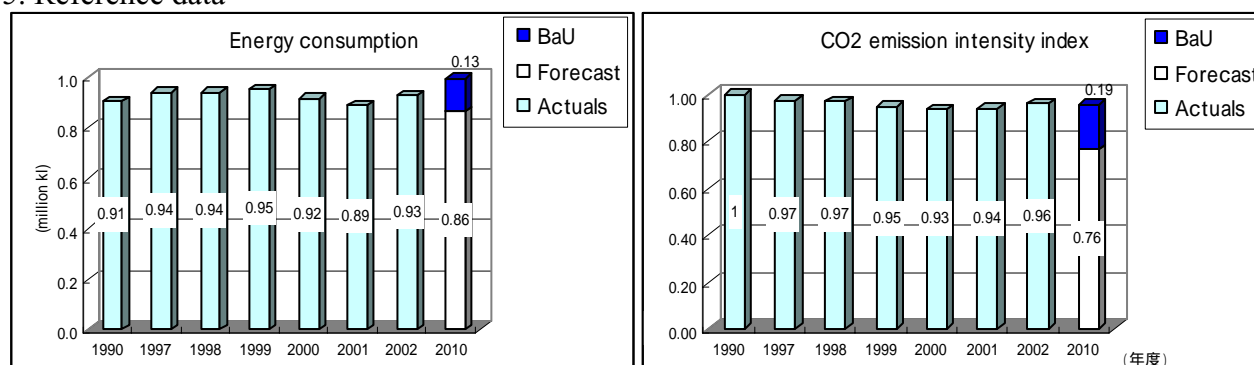 5. Reference data
Energy consumption
BaU
Forecast
Actuals
0.13
1.0
0.8
0.6
0.4
0.2
0.0
(million kl)
0.91
0.94
0.94
0.95
0.92
0.89
0.93
0.86
1990 1997 1998 1999 2000 2001 2002 2010
CO2 emission intensity index
BaU
Forecast
Actuals
0.19
1.00
0.80
0.60
0.40
0.20
0.00
1
0.97
0.97
0.95
0.93
0.94
0.96
0.76
1990 1997 1998 1999 2000 2001 2002 2010
(年度)